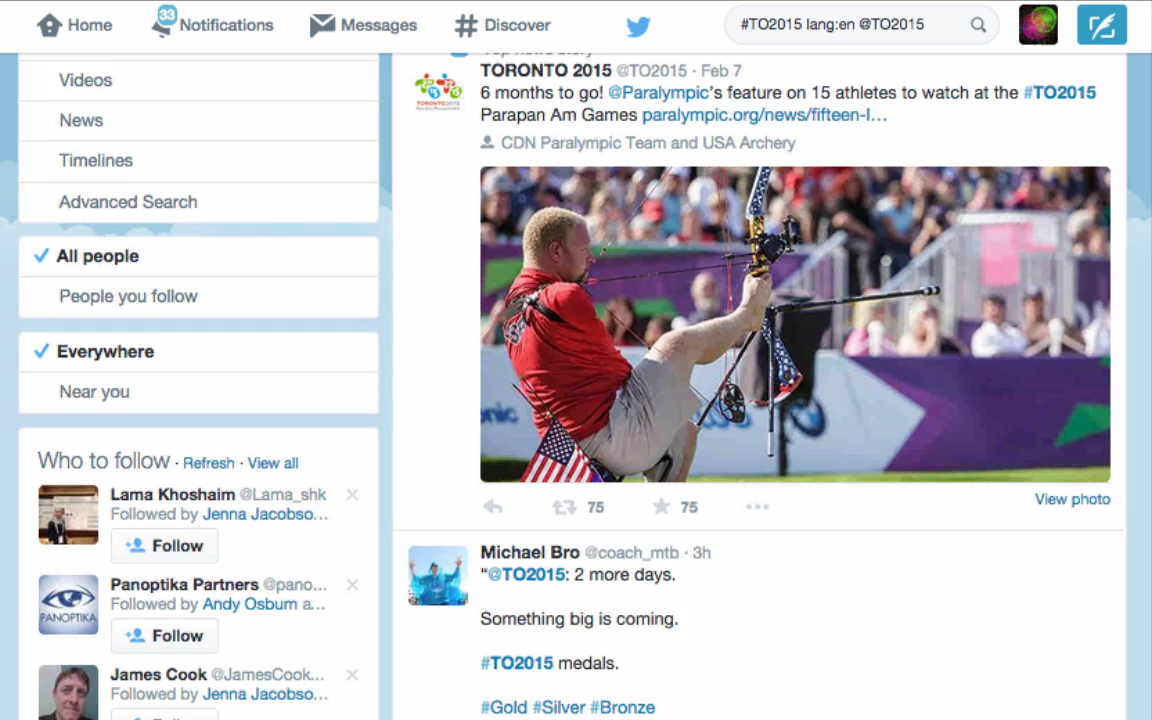 Home
33
Notifications
Messages
Discover
#TO2015 lang:en @TO2015
Videos
News
Timelines
Advanced Search
All people
People you follow
Everywhere
Near you
Who to follow · Refresh · View all
Lama Khoshaim @Lama_shk
Followed by Jenna Jacobso...
Follow
Panoptika Partners @pano...
Followed by Andy Osburn a...
Follow
PANOPTIKA
James Cook @JamesCook...
Followed by Jenna Jacobso...
TORONTO 2015 @TO2015 · Feb 7
6 months to go! @Paralympic's feature on 15 athletes to watch at the #TO2015
Parapan Am Games paralympic.org/news/fifteen-l...
CDN Paralympic Team and USA Archery
75
75
View photo
Michael Bro @coach_mtb · 3h
"@TO2015: 2 more days.
Something big is coming.
#TO2015 medals.
#Gold #Silver #Bronze